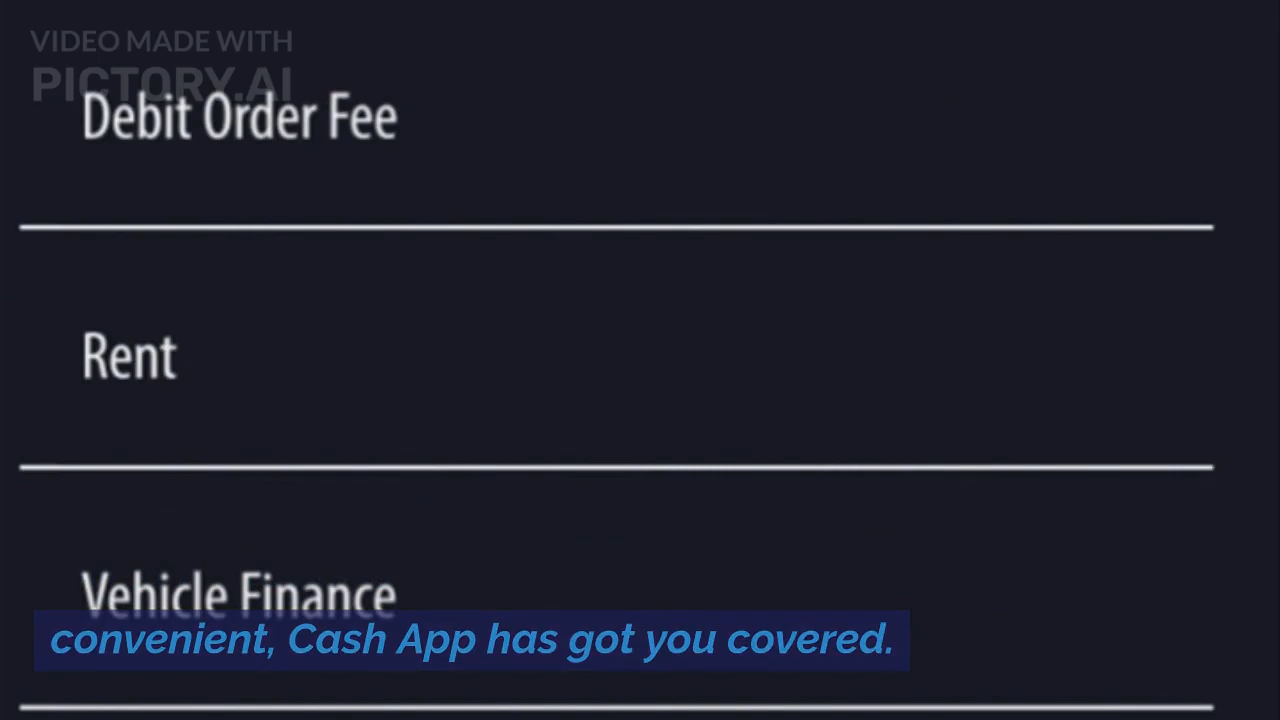 VIDEO MADE WITH
PICTORY.AI
Debit Order Fee
Rent
Vehicle Finance
convenient, Cash App has got you covered.